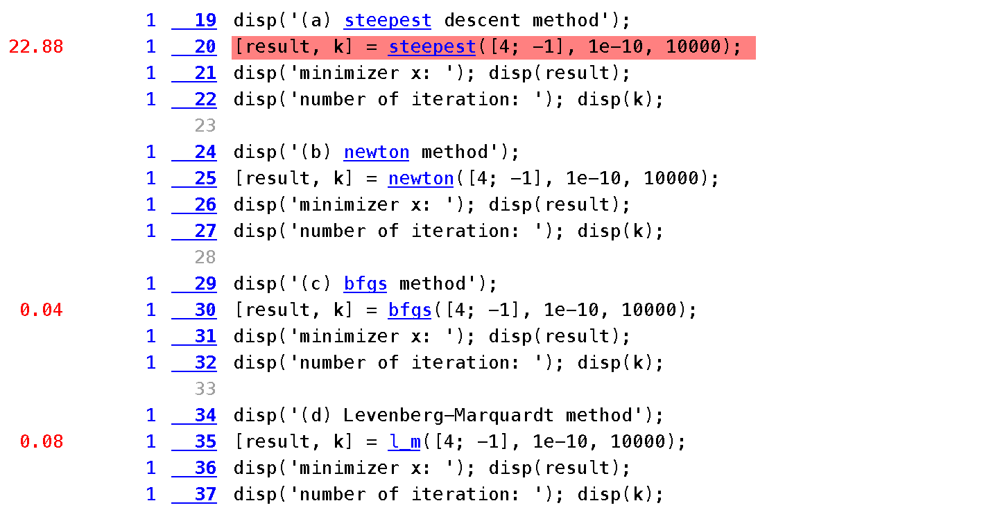 1 19 disp('(a) steepest descent method');
22.88 1 20 [result, k] = steepest([4; -1], 1e-10, 10000);
1 21 disp('minimizer x: '); disp(result);
1 22 disp('number of iteration: '); disp(k);
23
1 24 disp('(b) newton method');
1 25 [result, k] = newton([4; -1], 1e-10, 10000);
1 26 disp('minimizer x: '); disp(result);
1 27 disp('number of iteration: '); disp(k);
28
1 29 disp('(c) bfgs method');
0.04 1 30 [result, k] = bfgs([4; -1], 1e-10, 10000);
1 31 disp('minimizer x: '); disp(result);
1 32 disp('number of iteration: '); disp(k);
33
1 34 disp('(d) Levenberg-Marquardt method');
0.08 1 35 [result, k] = l_m([4; -1], 1e-10, 10000);
1 36 disp('minimizer x: '); disp(result);
1 37 disp('number of iteration: '); disp(k);